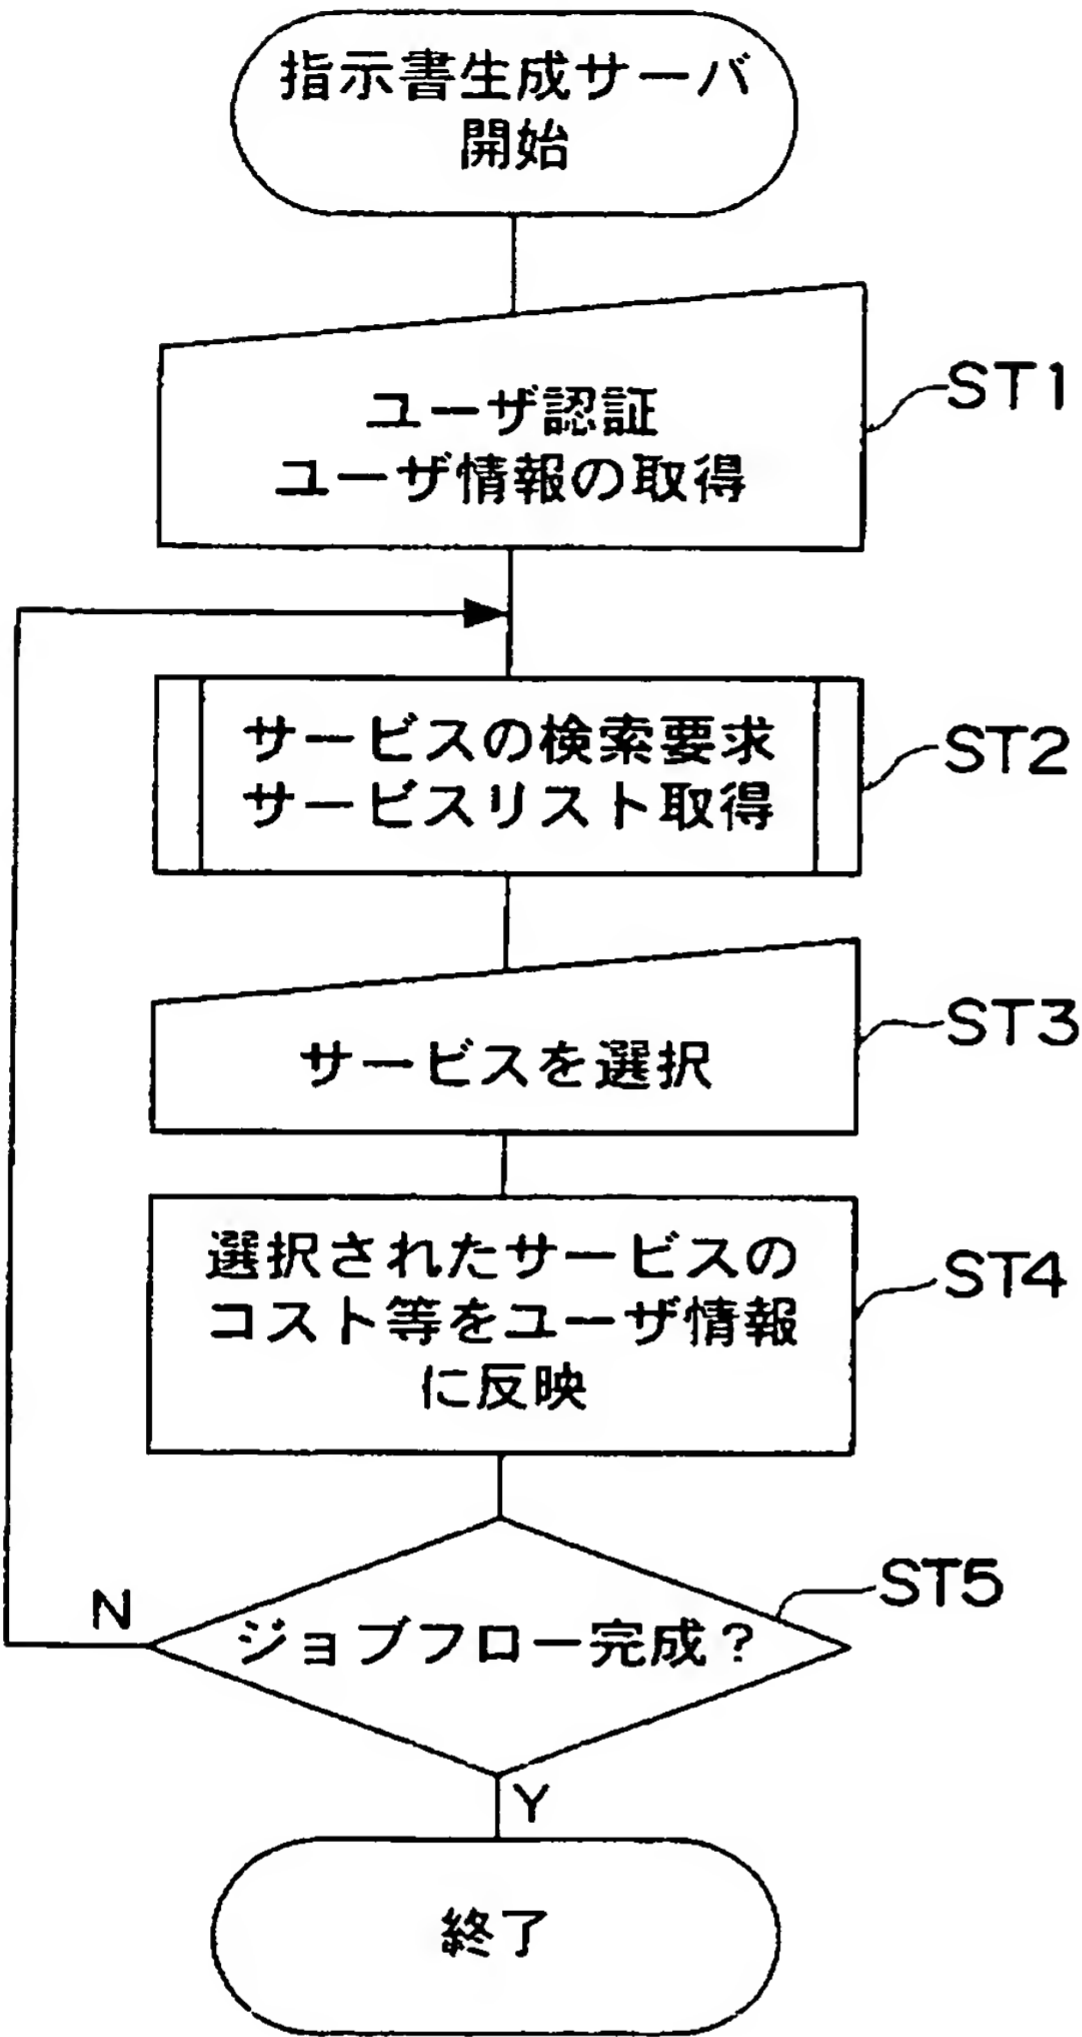 指示書生成サーバ
開始
ユーザ認証
ユーザ情報の取得
ST1
サービスの検索要求
サービスリスト取得
ST2
サービスを選択
ST3
選択されたサービスの
コスト等をユーザ情報
に反映
ST4
ジョブフロー完成？
ST5
N
Y
終了